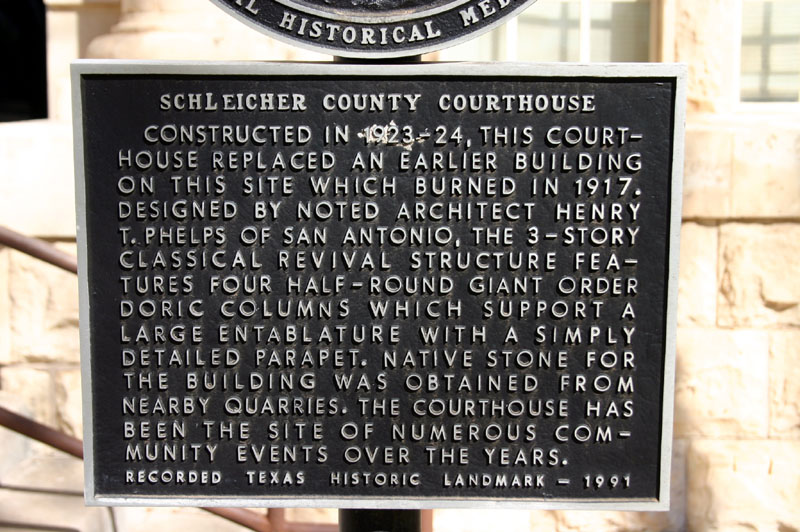 AL HISTORICAL MED
SCHLEICHER COUNTY COURTHOUSE
CONSTRUCTED IN 1923-24, THIS COURT-
HOUSE REPLACED AN EARLIER BUILDING
ON THIS SITE WHICH BURNED IN 1917.
DESIGNED BY NOTED ARCHITECT HENRY
T. PHELPS OF SAN ANTONIO, THE 3-STORY
CLASSICAL REVIVAL STRUCTURE FEA-
TURES FOUR HALF-ROUND GIANT ORDER
DORIC COLUMNS WHICH SUPPORT A
LARGE ENTABLATURE WITH A SIMPLY
DETAILED PARAPET. NATIVE STONE FOR
THE BUILDING WAS OBTAINED FROM
NEARBY QUARRIES. THE COURTHOUSE HAS
BEEN THE SITE OF NUMEROUS COM-
MUNITY EVENTS OVER THE YEARS.
RECORDED TEXAS HISTORIC LANDMARK - 1991